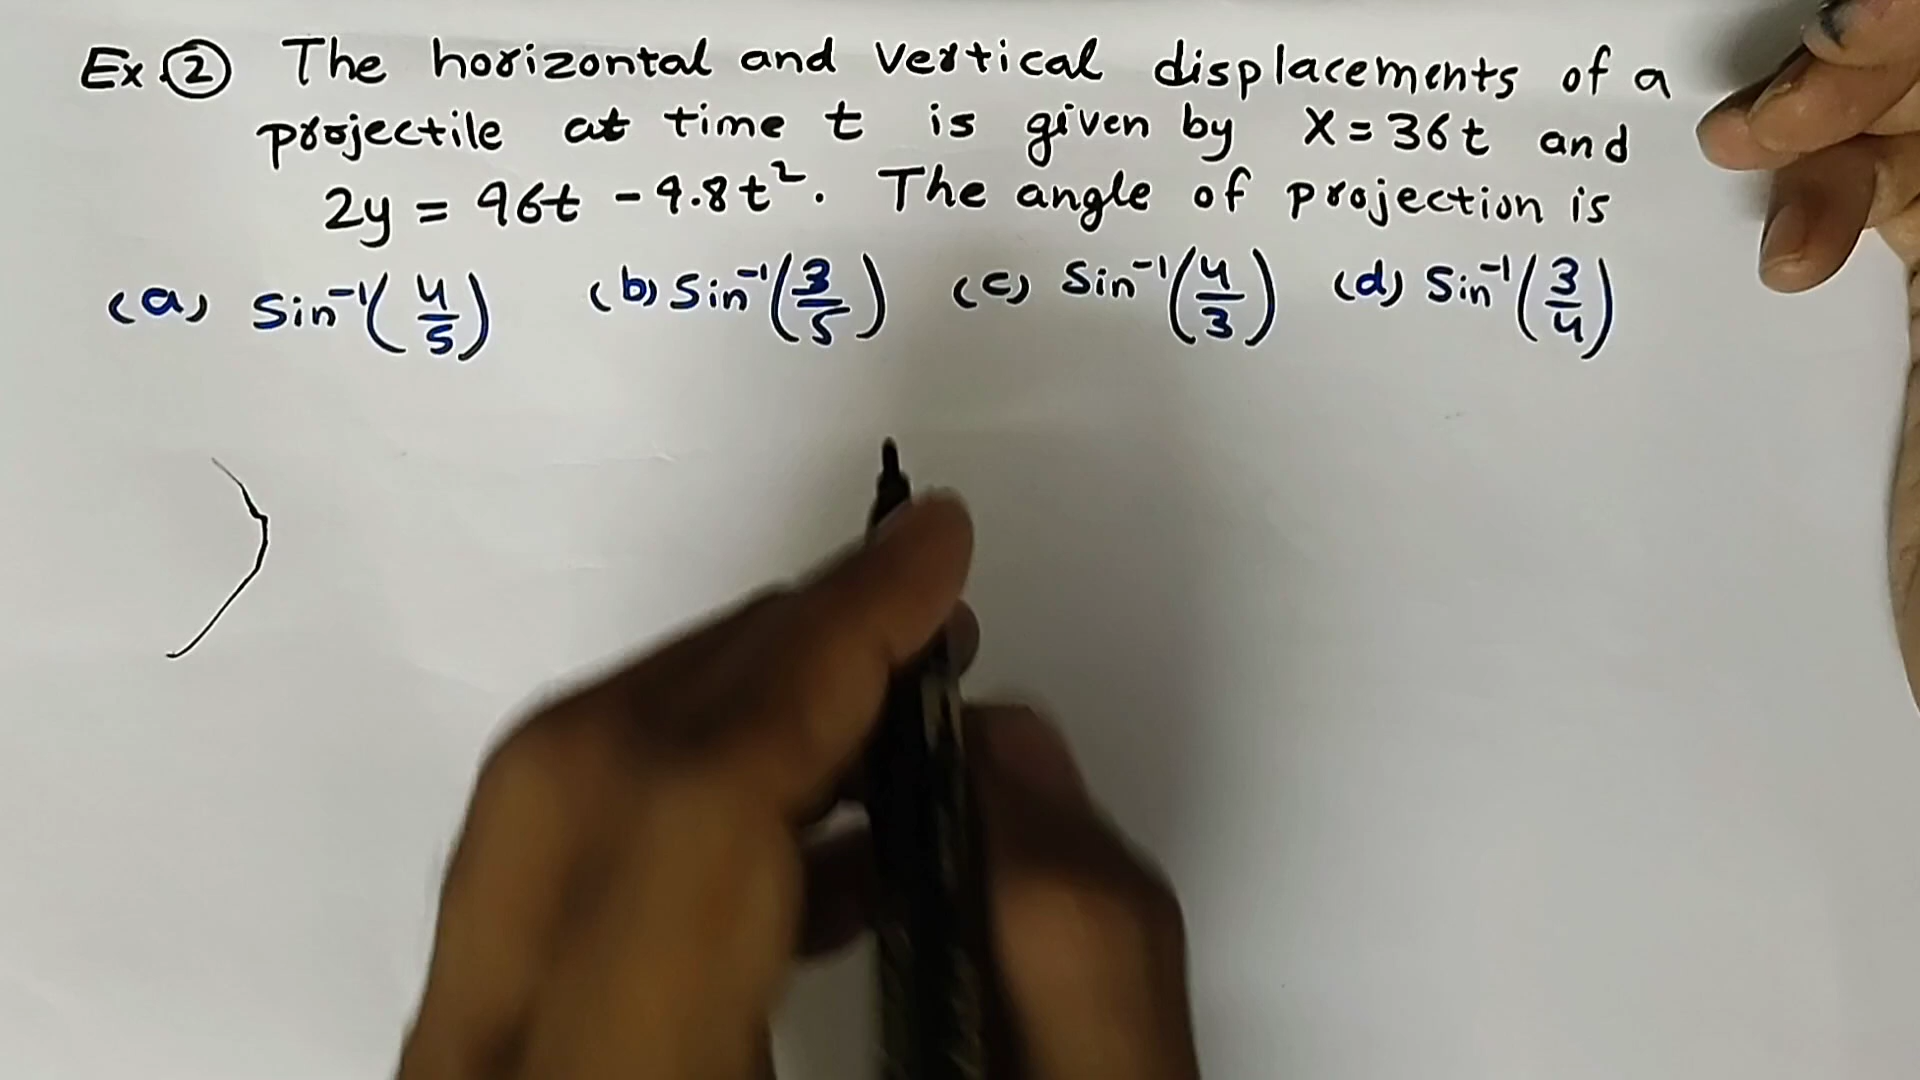 Ex.② The horizontal and vertical displacements of a
projectile at time t is given by X = 36t and
2y = 96t - 9.8t². The angle of projection is
(a) Sin⁻¹(4/5) (b) Sin⁻¹(3/5) (c) Sin⁻¹(4/3) (d) Sin⁻¹(3/4)